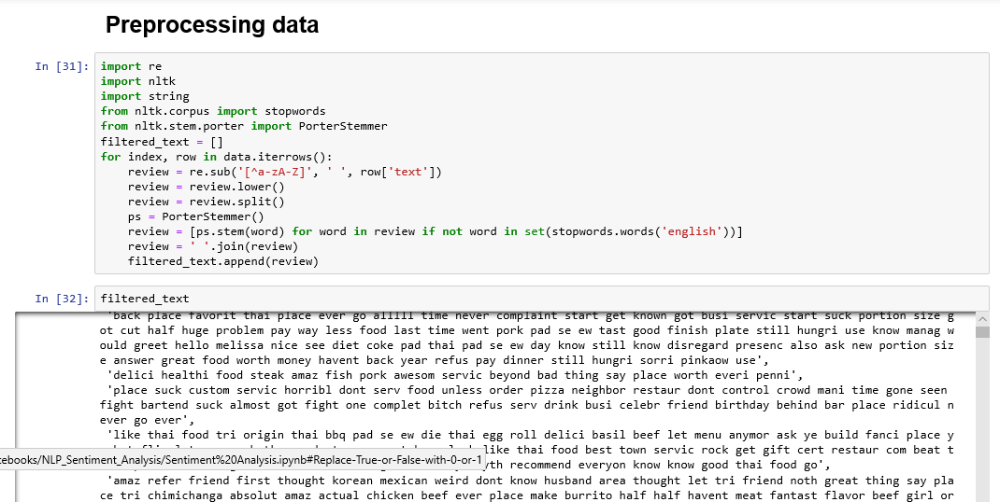 Preprocessing data
In [31]:
import re
import nltk
import string
from nltk.corpus import stopwords
from nltk.stem.porter import PorterStemmer
filtered_text = []
for index, row in data.iterrows():
    review = re.sub('[^a-zA-Z]', ' ', row['text'])
    review = review.lower()
    review = review.split()
    ps = PorterStemmer()
    review = [ps.stem(word) for word in review if not word in set(stopwords.words('english'))]
    review = ' '.join(review)
    filtered_text.append(review)
In [32]:
filtered_text
'back place favorit thai place ever go alllll time never complaint start get known got busi servic start suck portion size g
ot cut half huge problem pay way less food last time went pork pad se ew tast good finish plate still hungri use know manag w
ould greet hello melissa nice see diet coke pad thai pad se ew day know still know disregard presenc also ask new portion siz
e answer great food worth money havent back year refus pay dinner still hungri sorri pinkaow use',
'delici healthi food steak amaz fish pork awesom servic beyond bad thing say place worth everi penni',
'place suck custom servic horribl dont serv food unless order pizza neighbor restaur dont control crowd mani time gone seen
fight bartend suck almost got fight one complet bitch refus serv drink busi celebr friend birthday behind bar place ridicul n
ever go ever',
'like thai food tri origin thai bbq pad se ew die thai egg roll delici basil beef let menu anymor ask ye build fanci place y
like thai food best town servic rock get gift cert restaur com beat t
tebooks/NLP_Sentiment_Analysis/Sentiment%20Analysis.ipynb#Replace-True-or-False-with-0-or-1
yth recommend everyon know know good thai food go',
'amaz refer friend first thought korean mexican weird dont know husband area thought let tri friend noth great thing say pla
ce tri chimichanga absolut amaz actual chicken beef ever place make burrito half half havent meat fantast flavor beef girl or